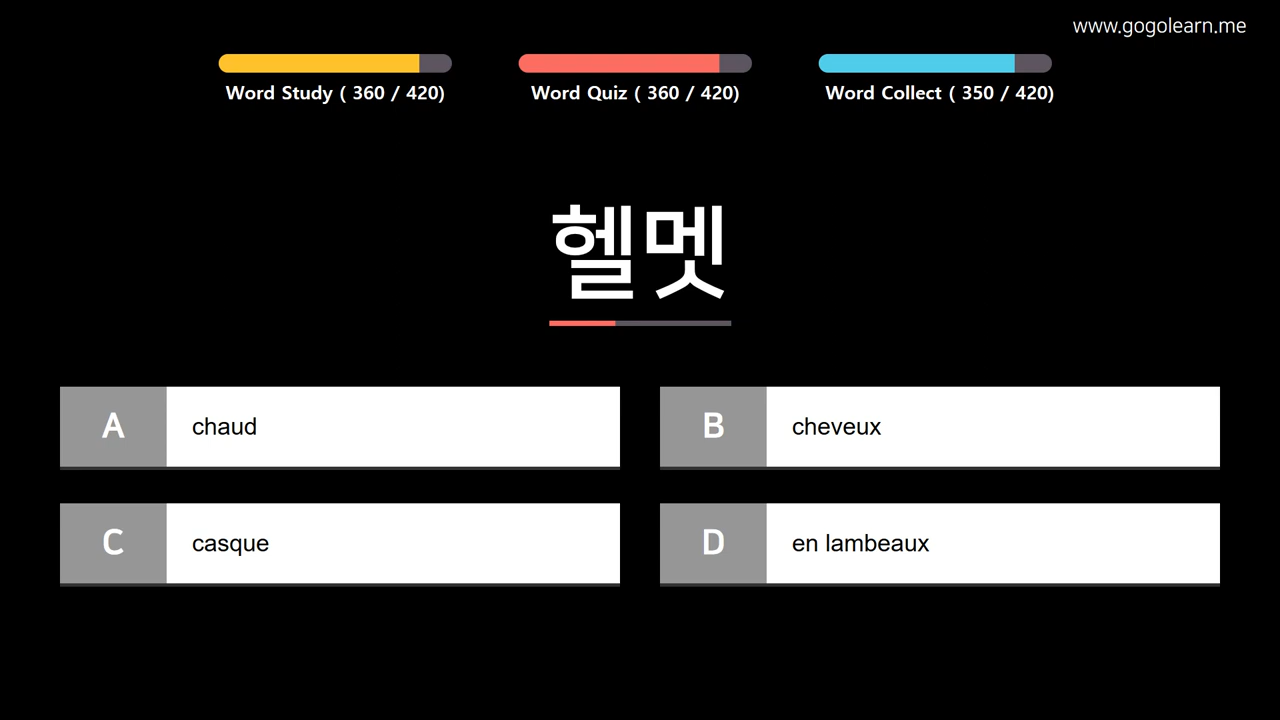 www.gogolearn.me
Word Study ( 360 / 420)
Word Quiz ( 360 / 420)
Word Collect ( 350 / 420)
헬멧
A chaud
B cheveux
C casque
D en lambeaux